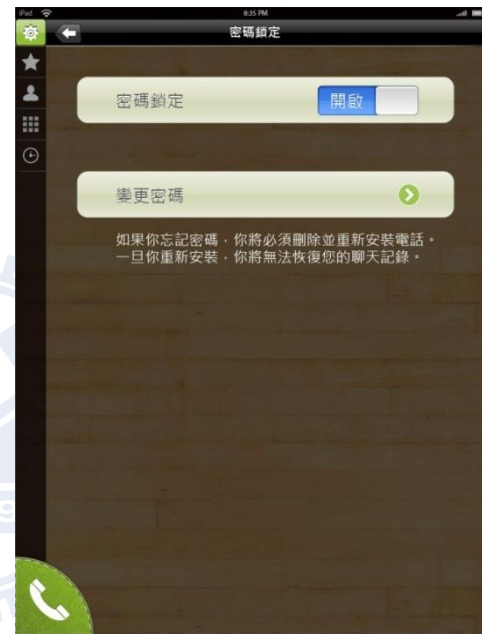 iPad
8:35 PM
密碼鎖定
密碼鎖定
開啟
變更密碼
如果你忘記密碼，你將必須刪除並重新安裝電話。
一旦你重新安裝，你將無法恢復您的聊天記錄。